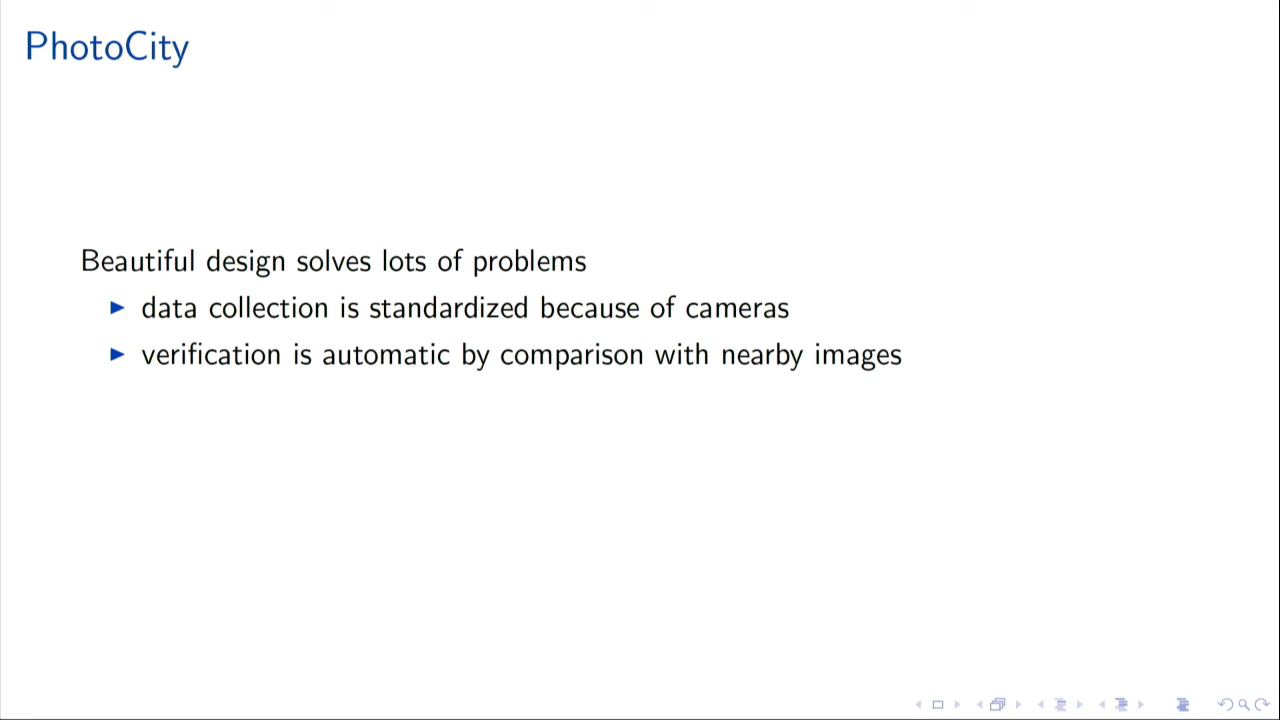 PhotoCity
Beautiful design solves lots of problems
data collection is standardized because of cameras
verification is automatic by comparison with nearby images